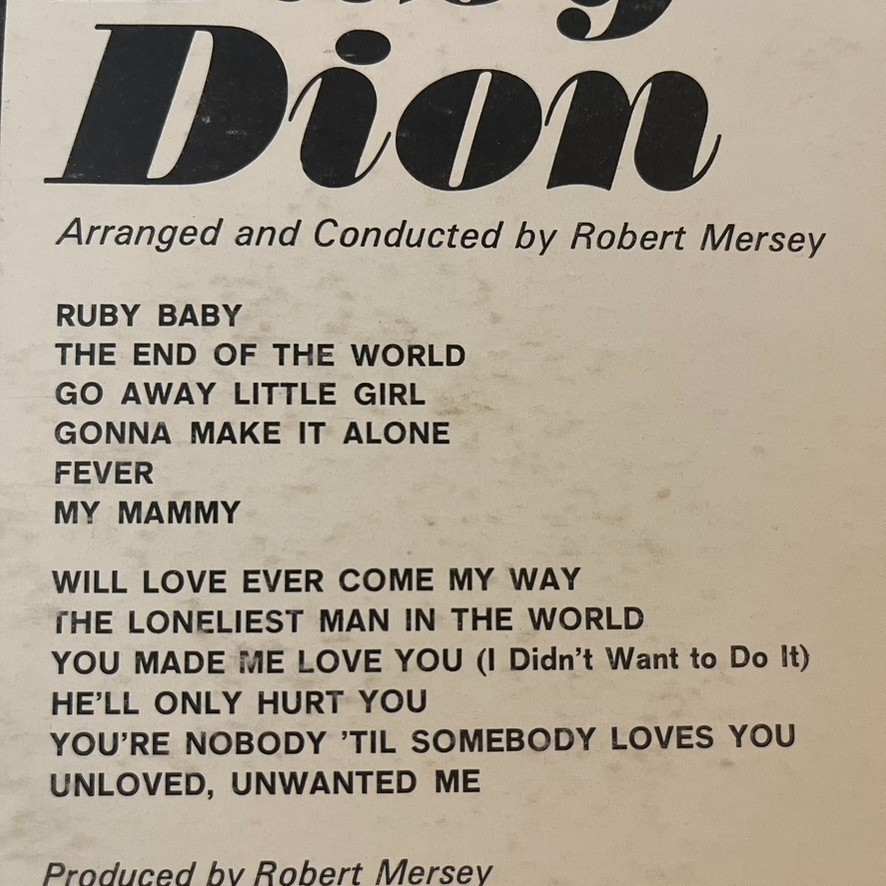 Dion
Arranged and Conducted by Robert Mersey
RUBY BABY
THE END OF THE WORLD
GO AWAY LITTLE GIRL
GONNA MAKE IT ALONE
FEVER
MY MAMMY
WILL LOVE EVER COME MY WAY
THE LONELIEST MAN IN THE WORLD
YOU MADE ME LOVE YOU (I Didn't Want to Do It)
HE'LL ONLY HURT YOU
YOU'RE NOBODY 'TIL SOMEBODY LOVES YOU
UNLOVED, UNWANTED ME
Produced by Robert Mersey